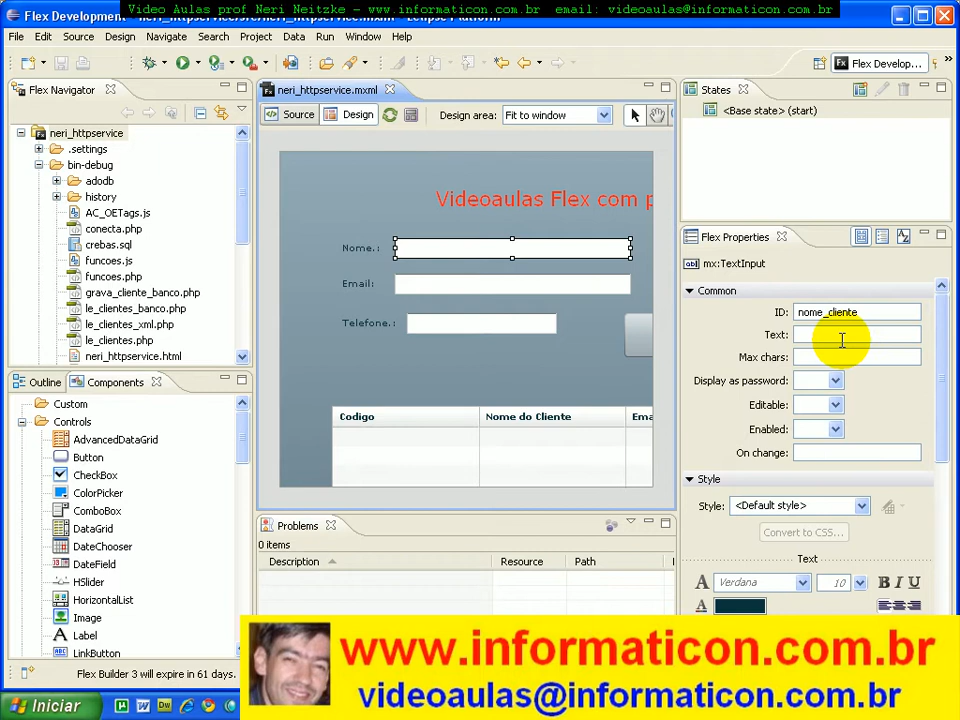 Video Aulas prof Neri Neitzke - www.informaticon.com.br email: videoaulas@informaticon.com.br
Flex Development
File Edit Source Design Navigate Search Project Data Run Window Help
Flex Develop...
Flex Navigator
neri_httpservice
.settings
bin-debug
adodb
history
AC_OETags.js
conecta.php
crebas.sql
funcoes.js
funcoes.php
grava_cliente_banco.php
le_clientes_banco.php
le_clientes_xml.php
le_clientes.php
neri_httpservice.html
Outline Components
Custom
Controls
AdvancedDataGrid
Button
CheckBox
ColorPicker
ComboBox
DataGrid
DateChooser
DateField
HSlider
HorizontalList
Image
Label
LinkButton
neri_httpservice.mxml
Source Design Design area: Fit to window
Videoaulas Flex com p
Nome.:
Email:
Telefone.:
Codigo Nome do Cliente Ema
Problems
0 items
Description Resource Path
States
<Base state> (start)
Flex Properties
mx:TextInput
Common
ID: nome_cliente
Text:
Max chars:
Display as password:
Editable:
Enabled:
On change:
Style
Style: <Default style>
Convert to CSS...
Text
Verdana 10 B I U
Flex Builder 3 will expire in 61 days.
www.informaticon.com.br
videoaulas@informaticon.com.br
Iniciar